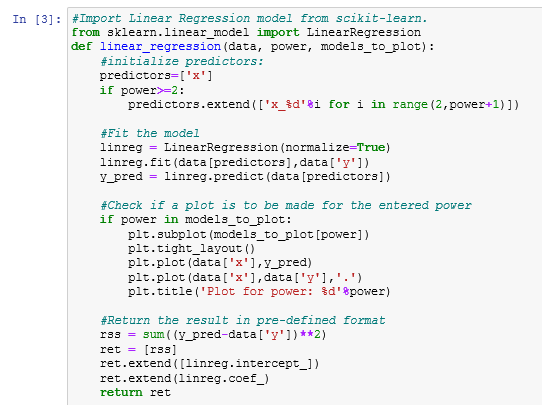 In [3]: #Import Linear Regression model from scikit-learn.
from sklearn.linear_model import LinearRegression
def linear_regression(data, power, models_to_plot):
    #initialize predictors:
    predictors=['x']
    if power>=2:
        predictors.extend(['x_%d'%i for i in range(2,power+1)])

    #Fit the model
    linreg = LinearRegression(normalize=True)
    linreg.fit(data[predictors],data['y'])
    y_pred = linreg.predict(data[predictors])

    #Check if a plot is to be made for the entered power
    if power in models_to_plot:
        plt.subplot(models_to_plot[power])
        plt.tight_layout()
        plt.plot(data['x'],y_pred)
        plt.plot(data['x'],data['y'],'.')
        plt.title('Plot for power: %d'%power)

    #Return the result in pre-defined format
    rss = sum((y_pred-data['y'])**2)
    ret = [rss]
    ret.extend([linreg.intercept_])
    ret.extend(linreg.coef_)
    return ret